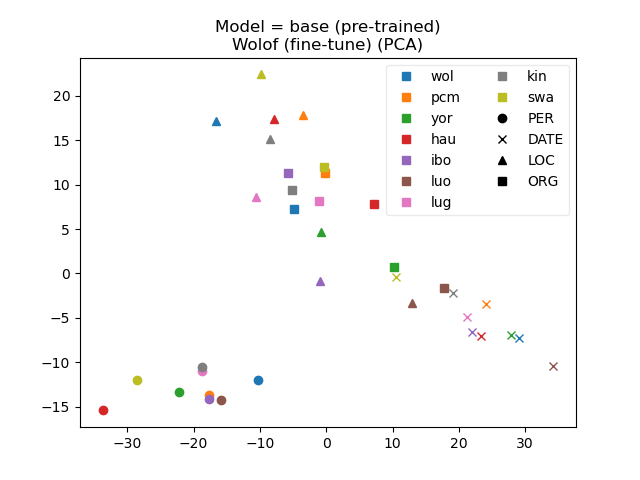 Model = base (pre-trained)
Wolof (fine-tune) (PCA)
wol
pcm
yor
hau
ibo
luo
lug
kin
swa
PER
DATE
LOC
ORG
20
15
10
5
0
−5
−10
−15
−30
−20
−10
0
10
20
30